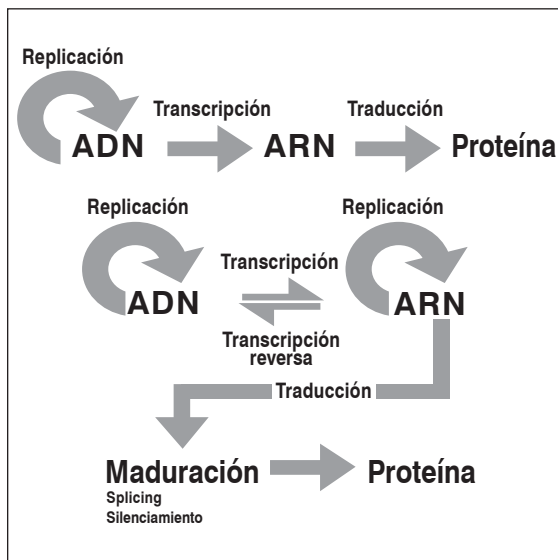 Replicación
Transcripción Traducción
ADN ARN Proteína
Replicación Replicación
Transcripción
ADN ARN
Transcripción
reversa
Traducción
Maduración Proteína
Splicing
Silenciamiento